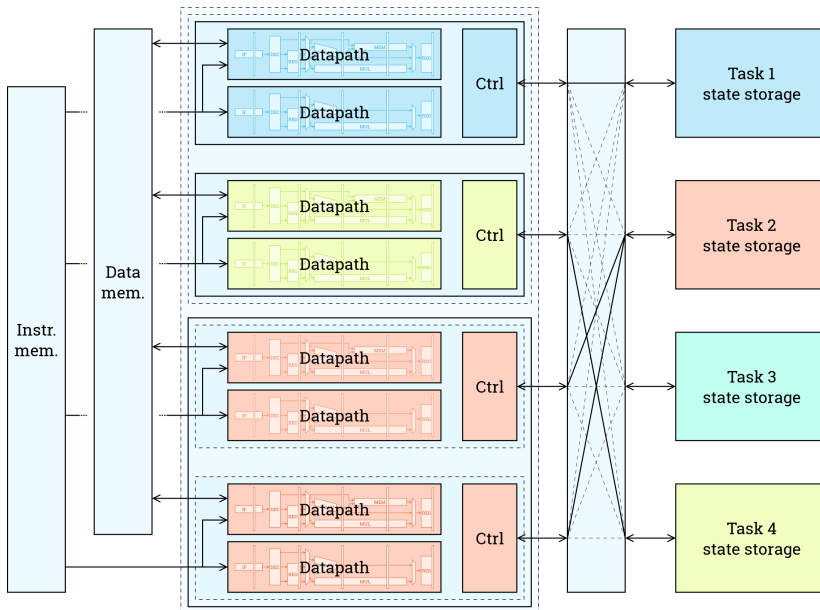 Instr.
mem.
Data
mem.
Datapath
Datapath
Ctrl
Datapath
Datapath
Ctrl
Datapath
Datapath
Ctrl
Datapath
Datapath
Ctrl
Task 1
state storage
Task 2
state storage
Task 3
state storage
Task 4
state storage